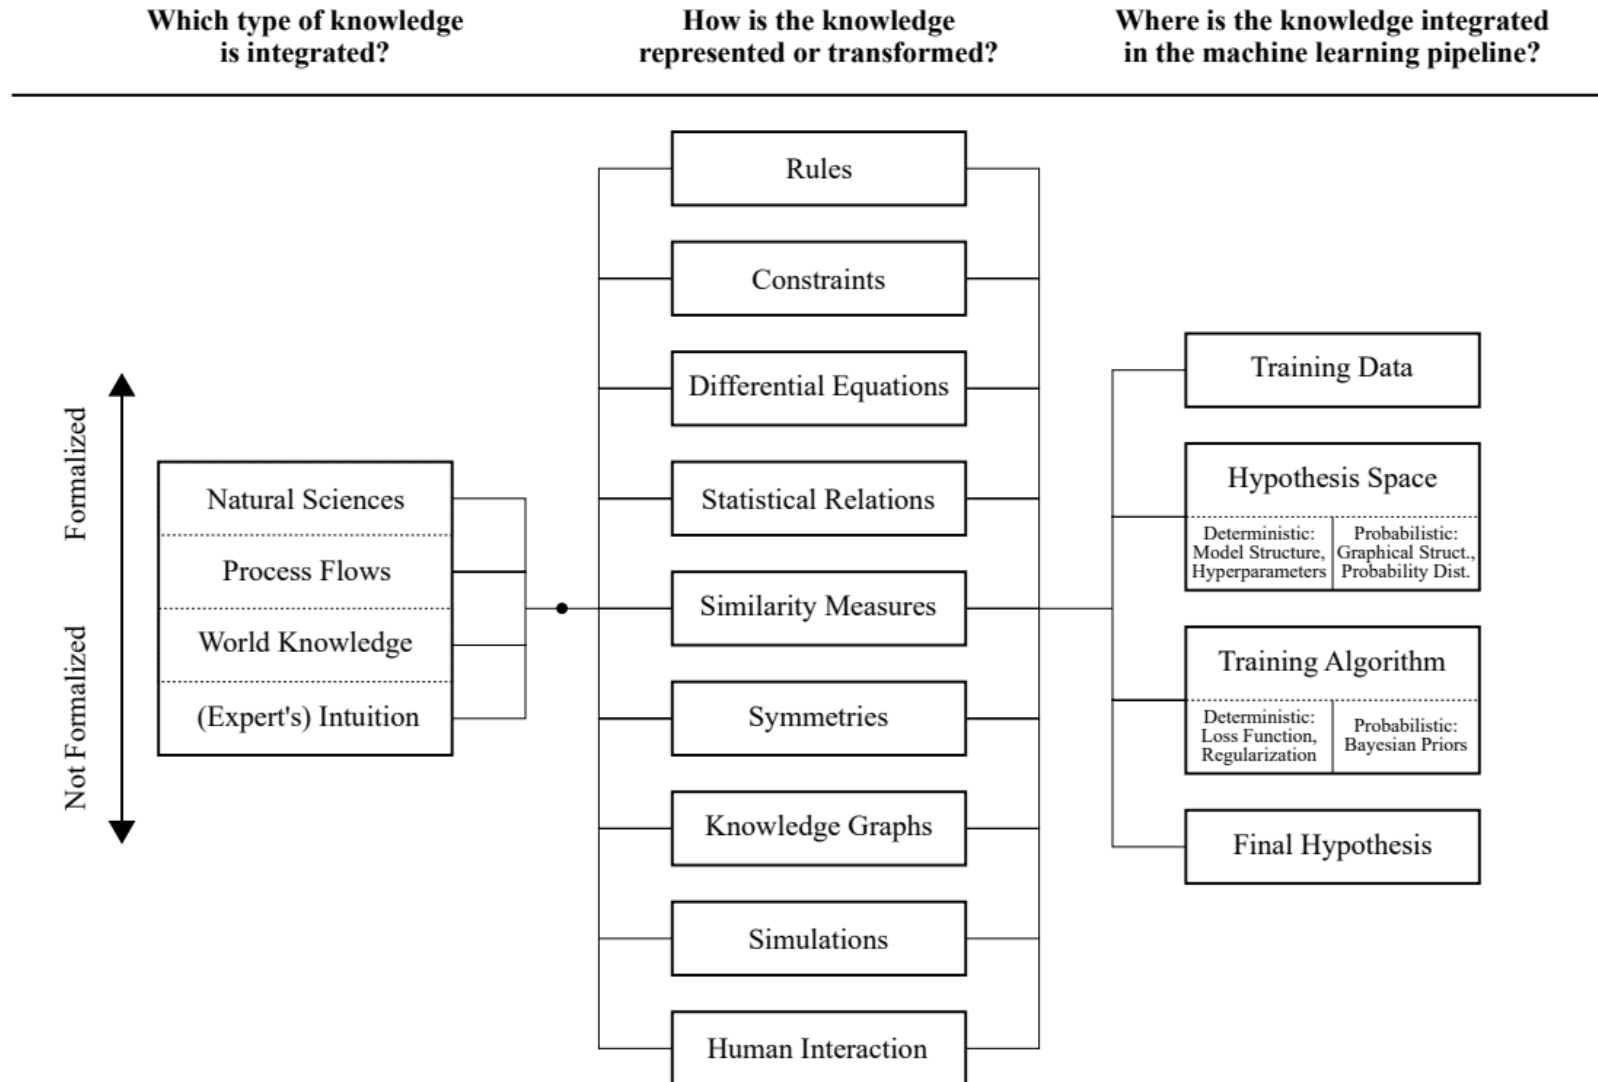 Which type of knowledge
is integrated?
How is the knowledge
represented or transformed?
Where is the knowledge integrated
in the machine learning pipeline?
Formalized
Not Formalized
Natural Sciences
Process Flows
World Knowledge
(Expert's) Intuition
Rules
Constraints
Differential Equations
Statistical Relations
Similarity Measures
Symmetries
Knowledge Graphs
Simulations
Human Interaction
Training Data
Hypothesis Space
Deterministic:
Model Structure,
Hyperparameters
Probabilistic:
Graphical Struct.,
Probability Dist.
Training Algorithm
Deterministic:
Loss Function,
Regularization
Probabilistic:
Bayesian Priors
Final Hypothesis